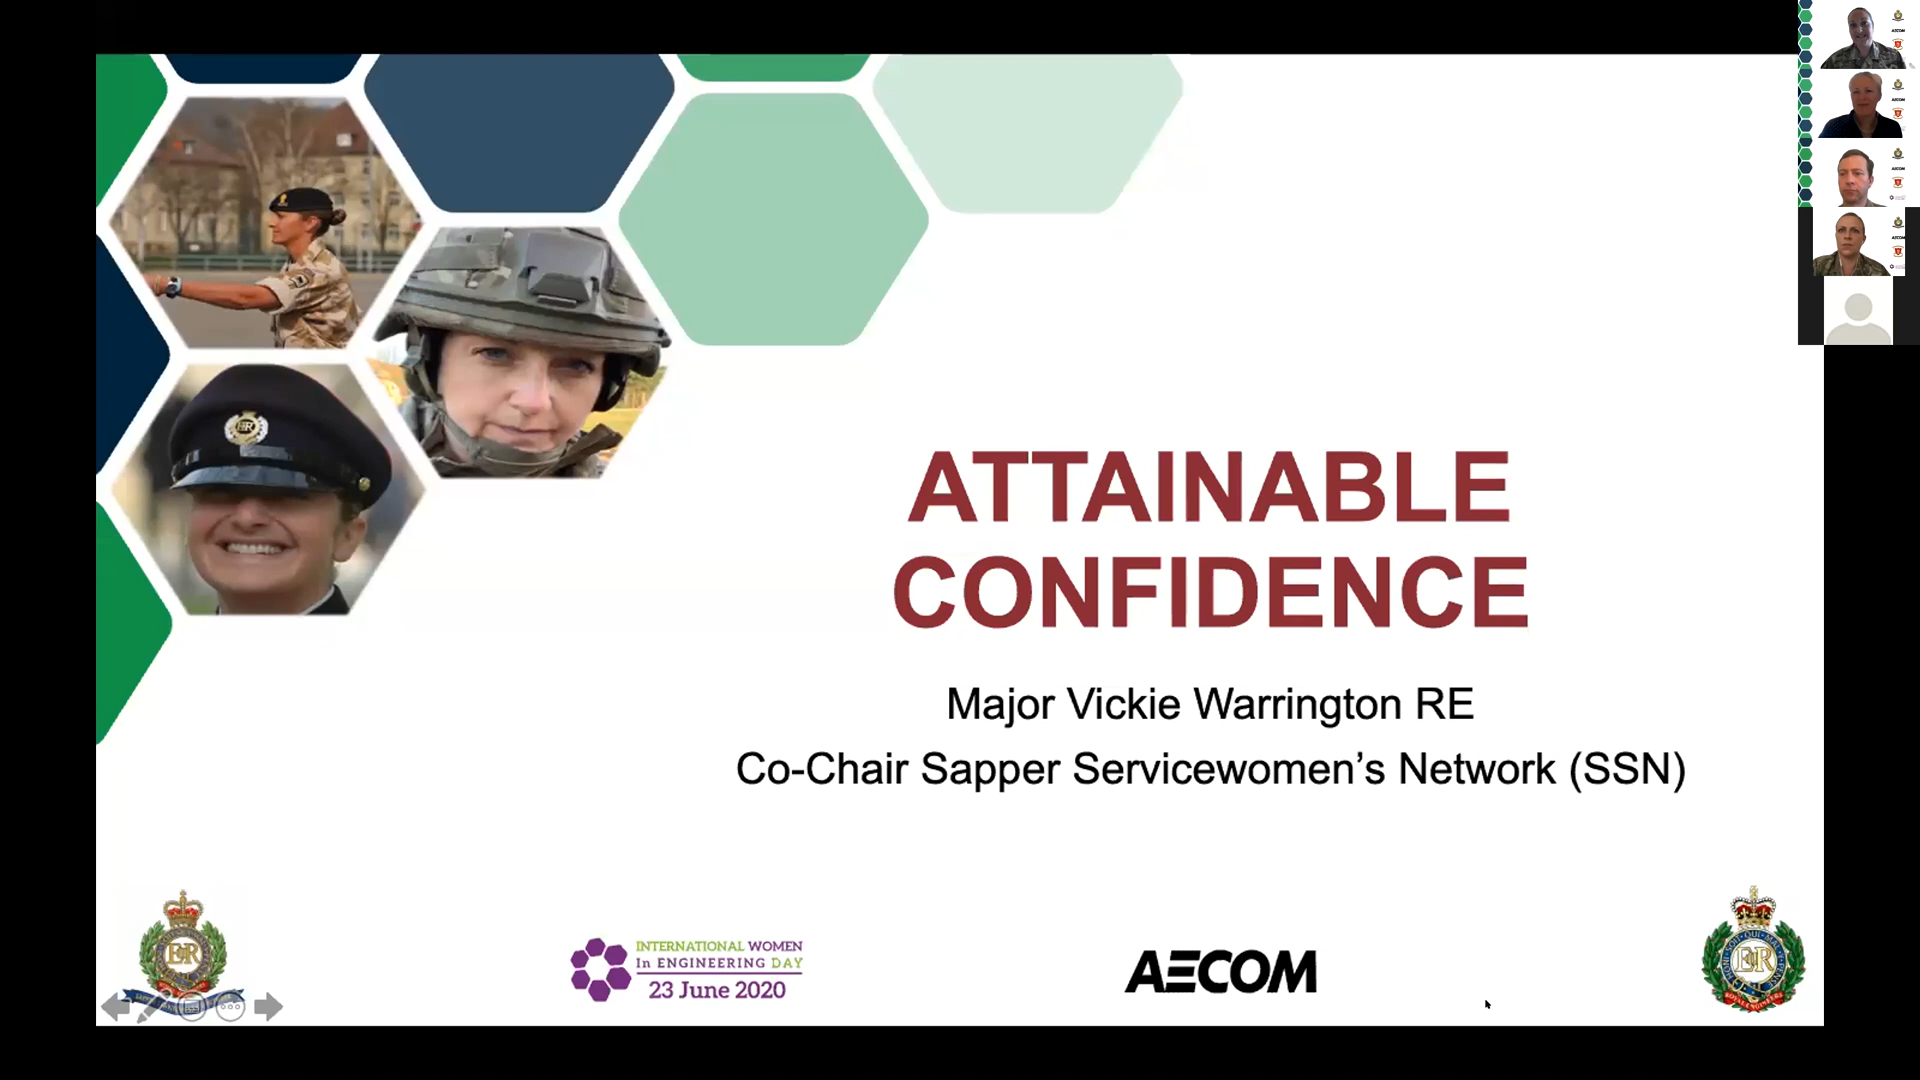 ATTAINABLE
CONFIDENCE
Major Vickie Warrington RE
Co-Chair Sapper Servicewomen’s Network (SSN)
INTERNATIONAL WOMEN
In ENGINEERING DAY
23 June 2020
AECOM